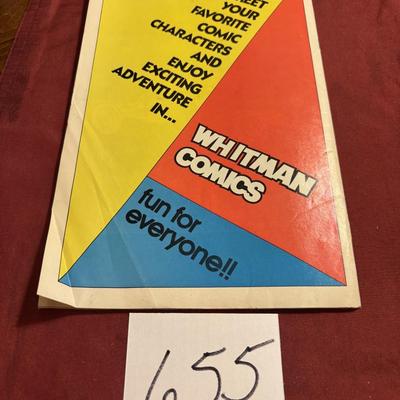 YOUR
FAVORITE
COMIC
CHARACTERS
AND
ENJOY
EXCITING
ADVENTURE
IN...
WHITMAN
COMICS
fun for
everyone!!
655